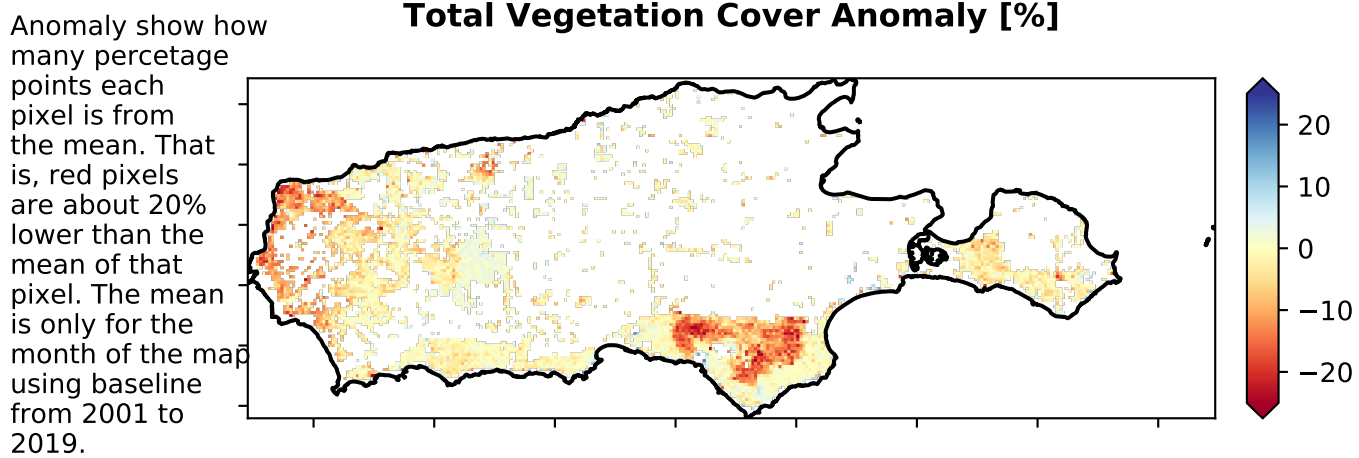 Total Vegetation Cover Anomaly [%]
Anomaly show how
many percetage
points each
pixel is from
the mean. That
is, red pixels
are about 20%
lower than the
mean of that
pixel. The mean
is only for the
month of the map
using baseline
from 2001 to
2019.
20
10
0
−10
−20